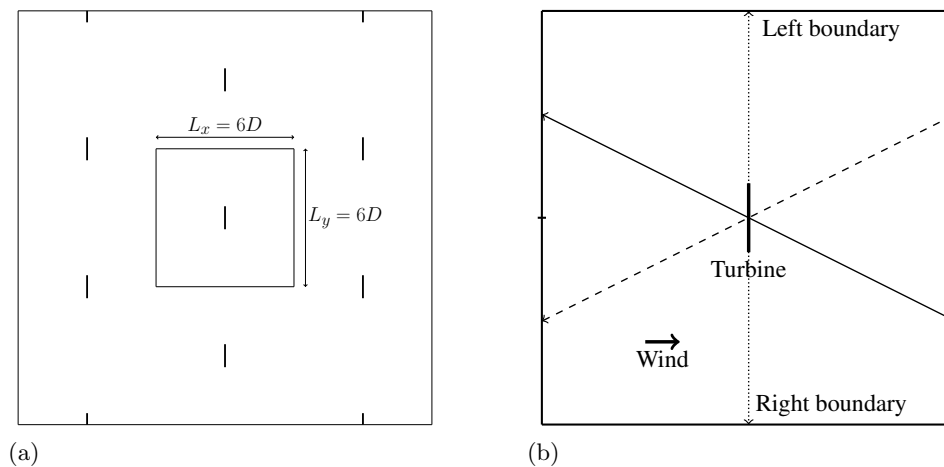 L_x = 6D
L_y = 6D
(a)
Left boundary
Turbine
Wind
Right boundary
(b)